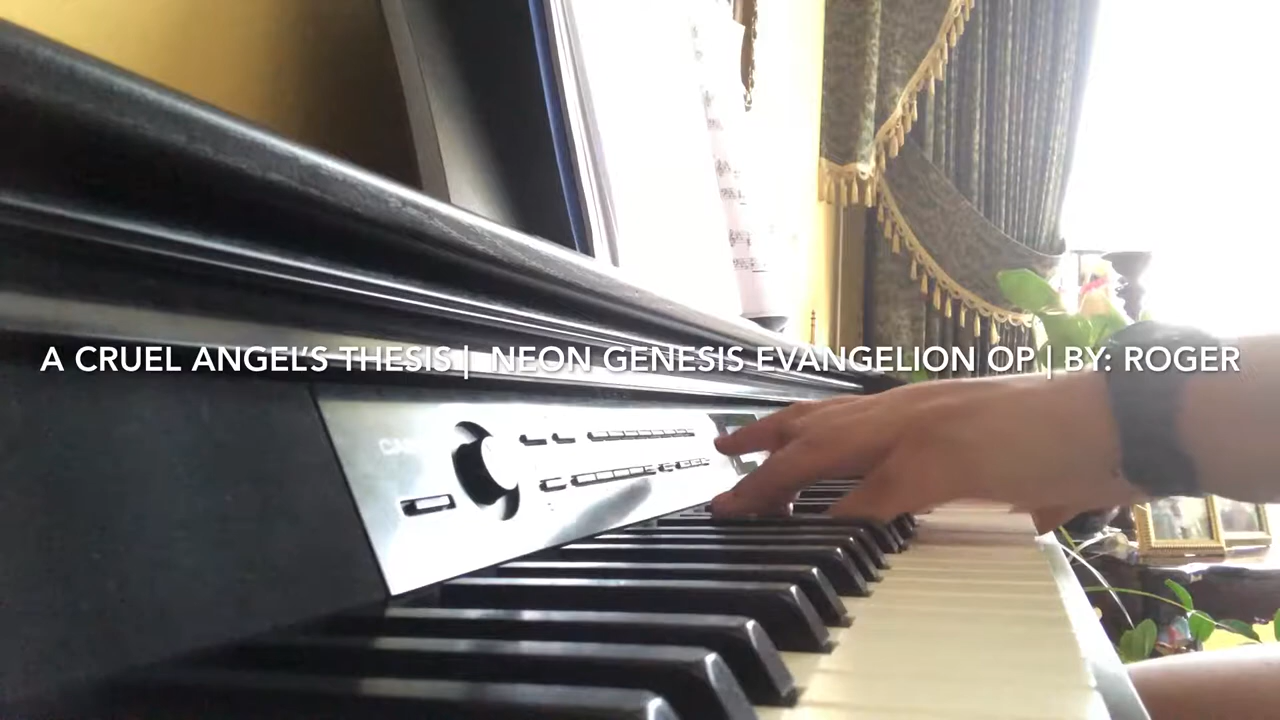 A CRUEL ANGEL'S THESIS | NEON GENESIS EVANGELION OP | BY: ROGER